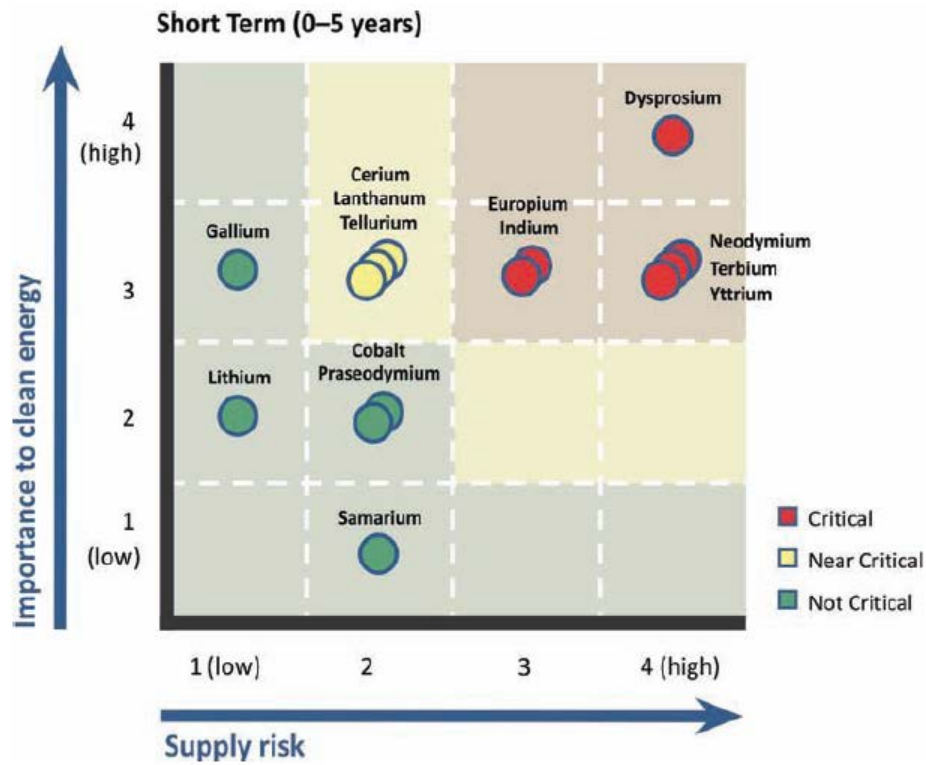 Short Term (0–5 years)
Importance to clean energy
4
(high)
3
2
1
(low)
Dysprosium
Cerium
Lanthanum
Tellurium
Europium
Indium
Gallium
Neodymium
Terbium
Yttrium
Cobalt
Praseodymium
Lithium
Samarium
Critical
Near Critical
Not Critical
1 (low)
2
3
4 (high)
Supply risk